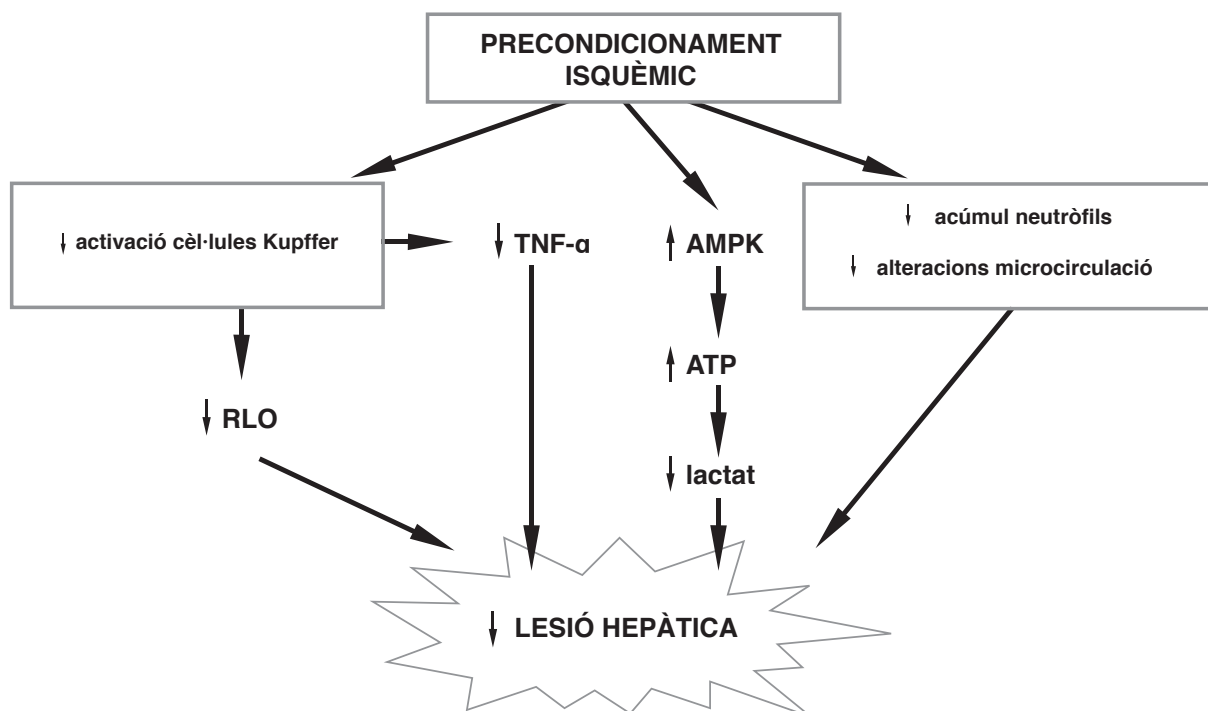 PRECONDICIONAMENT
ISQUÈMIC
↓ activació cèl·lules Kupffer
↓ TNF-α
↑ AMPK
↓ acúmul neutròfils
↓ alteracions microcirculació
↑ ATP
↓ RLO
↓ lactat
↓ LESIÓ HEPÀTICA